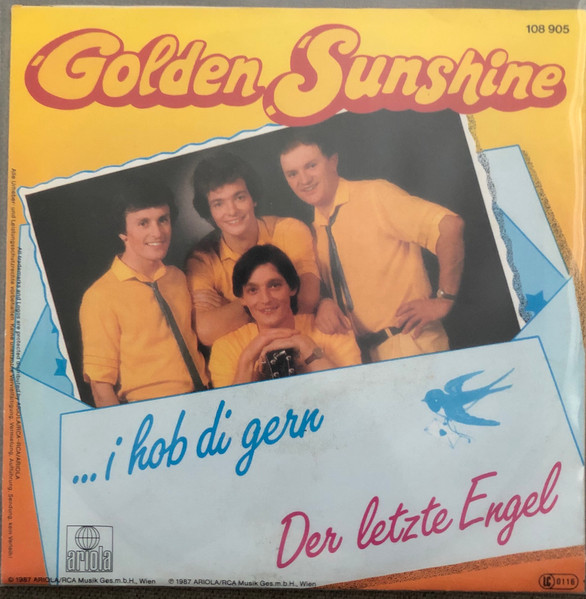 108 905
Golden Sunshine
... i hob di gern
Der letzte Engel
ariola
℗ 1987 ARIOLA/RCA Musik Ges.m.b.H., Wien
© 1987 ARIOLA/RCA Musik Ges.m.b.H., Wien
LC 0116